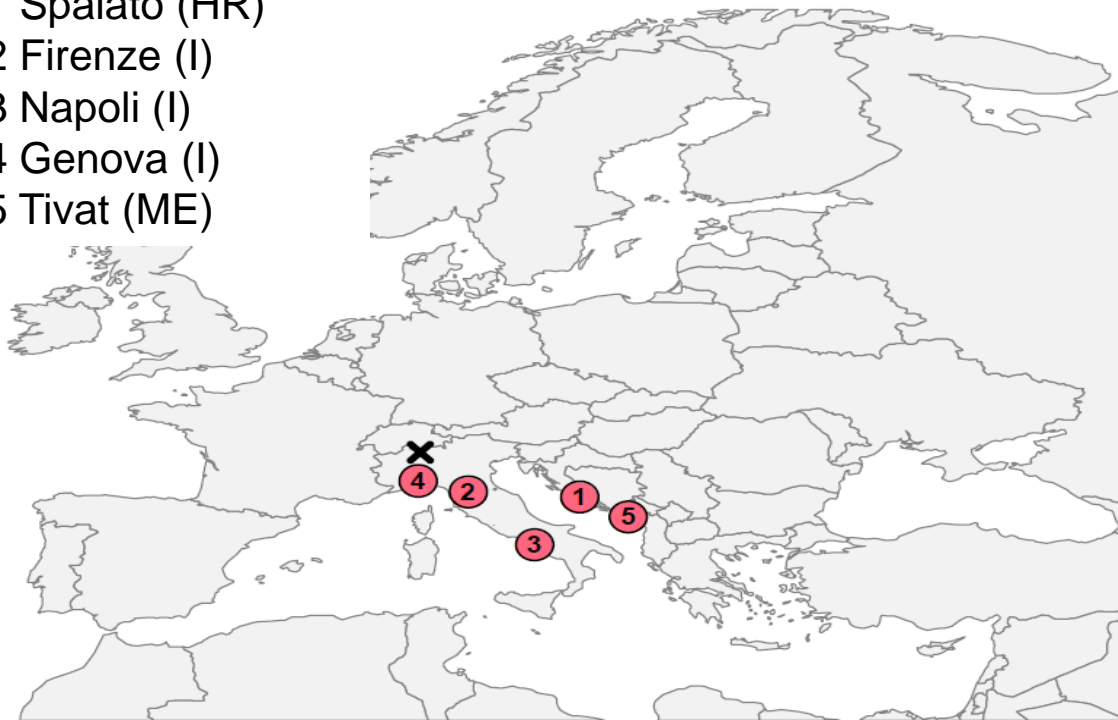 Spalato (HR)
2 Firenze (I)
3 Napoli (I)
4 Genova (I)
5 Tivat (ME)
4
2
1
5
3